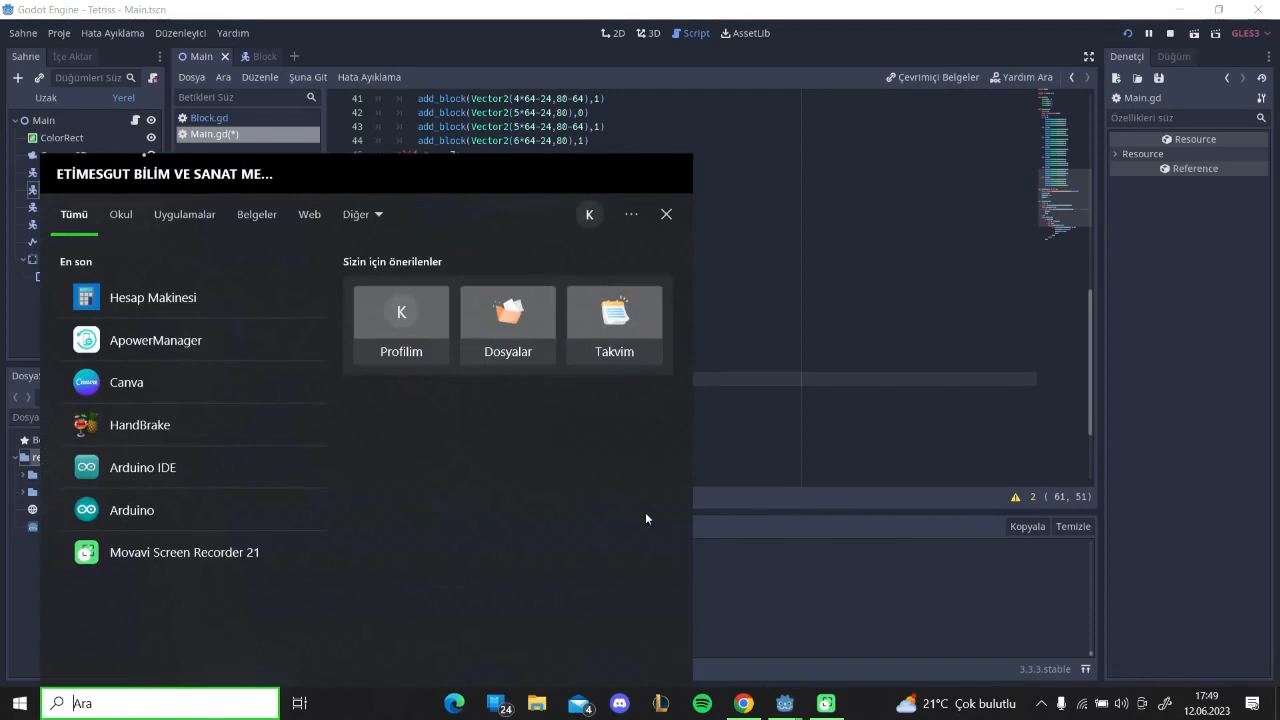 Godot Engine - Tetriss - Main.tscn
Sahne Proje Hata Ayıklama Düzenleyici Yardım 2D 3D Script AssetLib GLES3
Sahne İçe Aktar Main Block Denetçi Düğüm
Düğümleri Süz Dosya Ara Düzenle Şuna Git Hata Ayıklama Çevrimiçi Belgeler Yardım Ara
Uzak Yerel Betikleri Süz Main.gd
Main Block.gd Özellikleri süz
ColorRect Main.gd(*) Resource
Resource
Reference
41 add_block(Vector2(4*64-24,80-64),1)
42 add_block(Vector2(5*64-24,80-64),0)
43 add_block(Vector2(5*64-24,80-64),1)
44 add_block(Vector2(6*64-24,80),1)
ETİMESGUT BİLİM VE SANAT ME...
Tümü Okul Uygulamalar Belgeler Web Diğer K
En son
Hesap Makinesi
ApowerManager
Canva
HandBrake
Arduino IDE
Arduino
Movavi Screen Recorder 21
Sizin için önerilenler
K
Profilim Dosyalar Takvim
2 ( 61, 51)
Kopyala Temizle
3.3.3.stable
Ara
24 4 21°C Çok bulutlu 17:49
12.06.2023